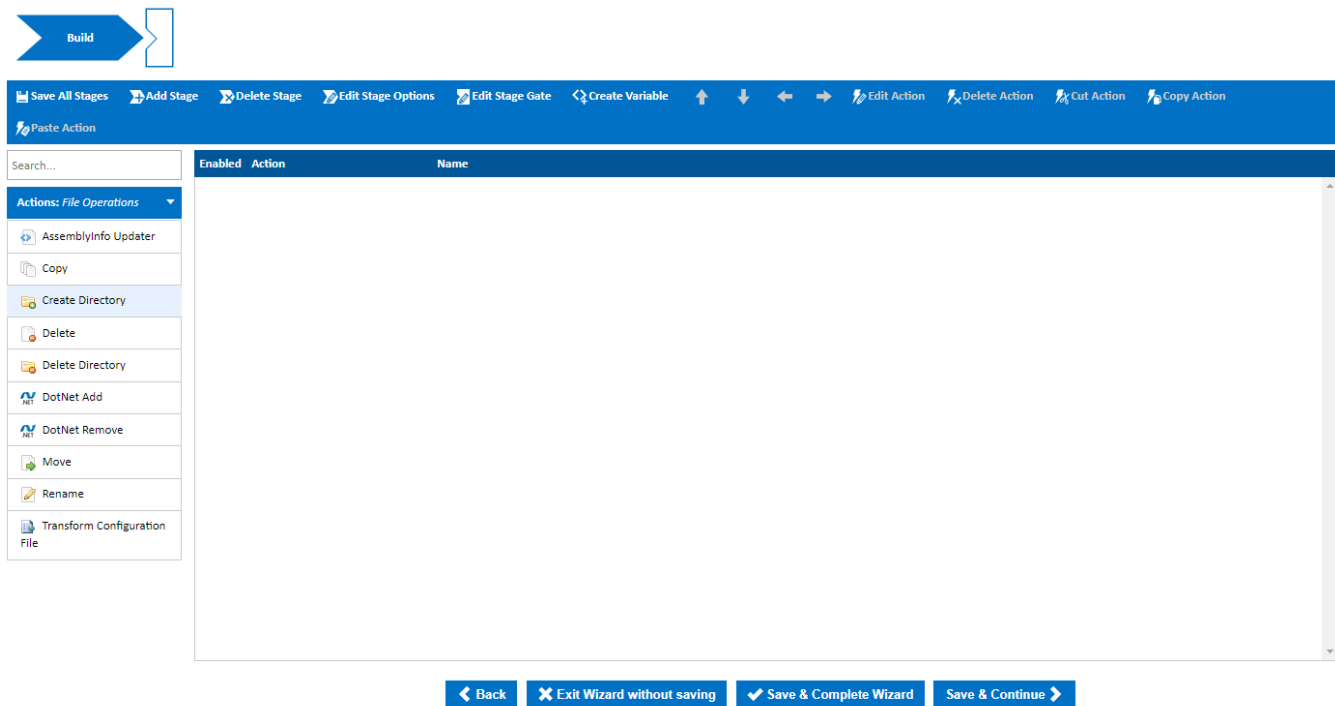 Build
Save All Stages Add Stage Delete Stage Edit Stage Options Edit Stage Gate Create Variable Edit Action Delete Action Cut Action Copy Action
Paste Action
Search...
Enabled Action Name
Actions: File Operations
AssemblyInfo Updater
Copy
Create Directory
Delete
Delete Directory
.NET DotNet Add
.NET DotNet Remove
Move
Rename
Transform Configuration
File
Back Exit Wizard without saving Save & Complete Wizard Save & Continue